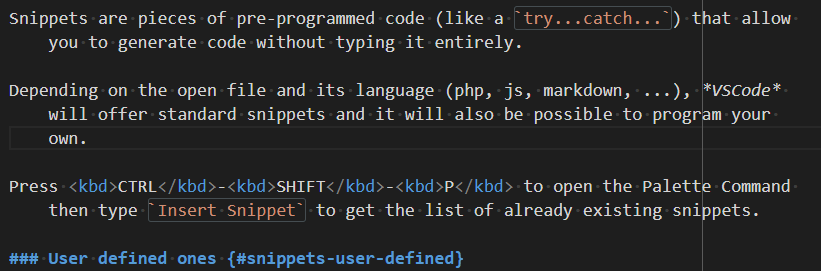 Snippets are pieces of pre-programmed code (like a `try...catch...`) that allow
you to generate code without typing it entirely.
Depending on the open file and its language (php, js, markdown, ...), *VSCode*
will offer standard snippets and it will also be possible to program your
own.
Press <kbd>CTRL</kbd>-<kbd>SHIFT</kbd>-<kbd>P</kbd> to open the Palette Command
then type `Insert Snippet` to get the list of already existing snippets.
### User defined ones {#snippets-user-defined}